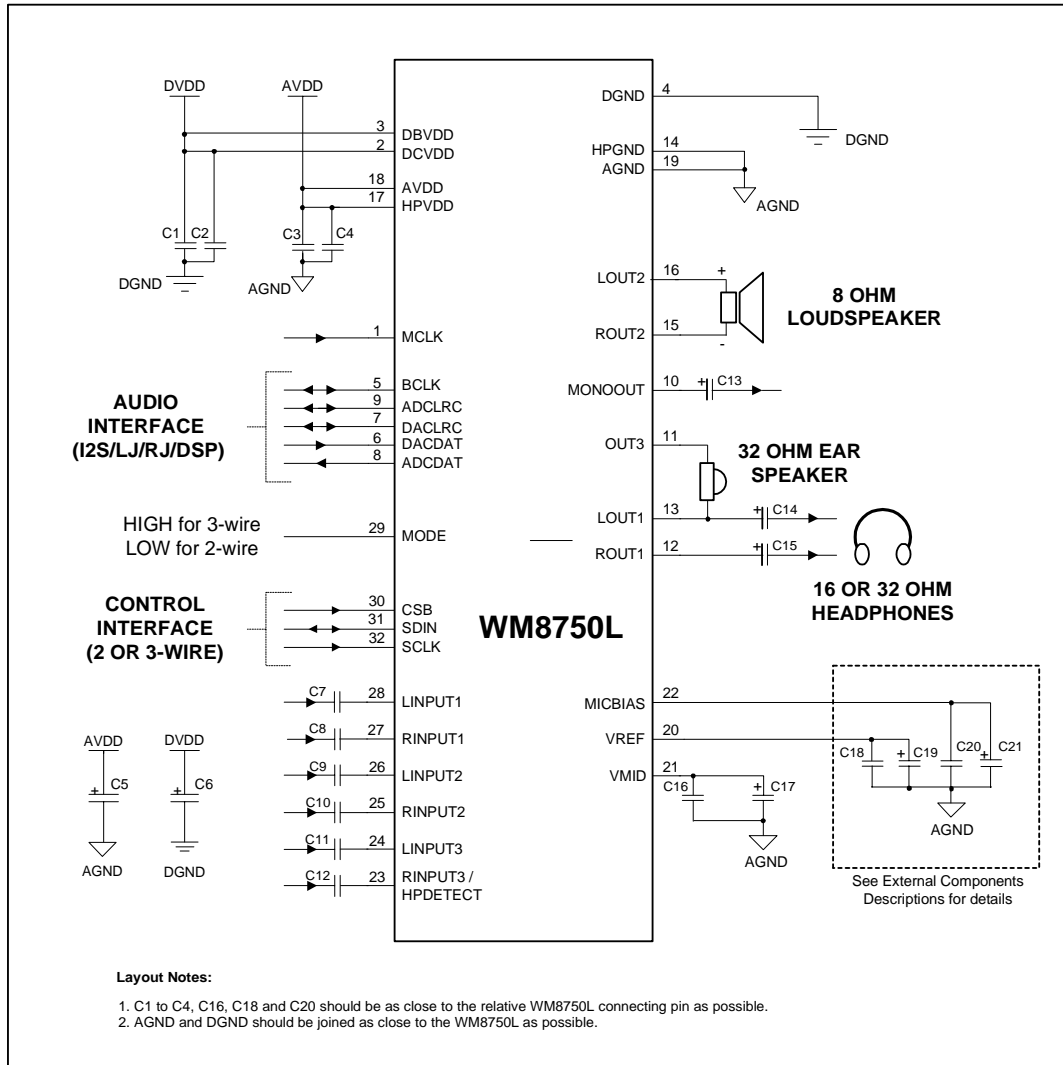 DVDD
AVDD
3 DBVDD
2 DCVDD
18 AVDD
17 HPVDD
C1 C2 C3 C4
DGND
AGND
1 MCLK
AUDIO
INTERFACE
(I2S/LJ/RJ/DSP)
5 BCLK
9 ADCLRC
7 DACLRC
6 DACDAT
8 ADCDAT
HIGH for 3-wire
LOW for 2-wire
29 MODE
CONTROL
INTERFACE
(2 OR 3-WIRE)
30 CSB
31 SDIN
32 SCLK
C7 28 LINPUT1
C8 27 RINPUT1
C9 26 LINPUT2
C10 25 RINPUT2
C11 24 LINPUT3
C12 23 RINPUT3 /
HPDETECT
AVDD
+ C5
AGND
DVDD
+ C6
DGND
WM8750L
DGND 4
DGND
HPGND 14
AGND 19
AGND
LOUT2 16
+
ROUT2 15
-
8 OHM
LOUDSPEAKER
MONOOUT 10 + C13
OUT3 11
32 OHM EAR
SPEAKER
LOUT1 13 + C14
ROUT1 12 + C15
16 OR 32 OHM
HEADPHONES
MICBIAS 22
VREF 20
VMID 21
C16 + C17
AGND
C18 + C19 C20 + C21
AGND
See External Components
Descriptions for details
Layout Notes:
1. C1 to C4, C16, C18 and C20 should be as close to the relative WM8750L connecting pin as possible.
2. AGND and DGND should be joined as close to the WM8750L as possible.